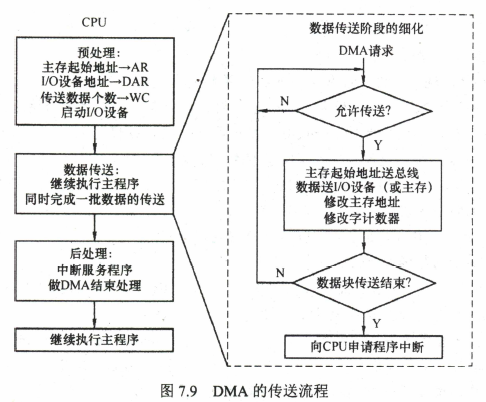 CPU
预处理：
主存起始地址→AR
I/O设备地址→DAR
传送数据个数→WC
启动I/O设备
数据传送：
继续执行主程序
同时完成一批数据的传送
后处理：
中断服务程序
做DMA结束处理
继续执行主程序
数据传送阶段的细化
DMA请求
N
允许传送?
Y
主存起始地址送总线
数据送I/O设备（或主存）
修改主存地址
修改字计数器
N
数据块传送结束?
Y
向CPU申请程序中断
图 7.9 DMA 的传送流程